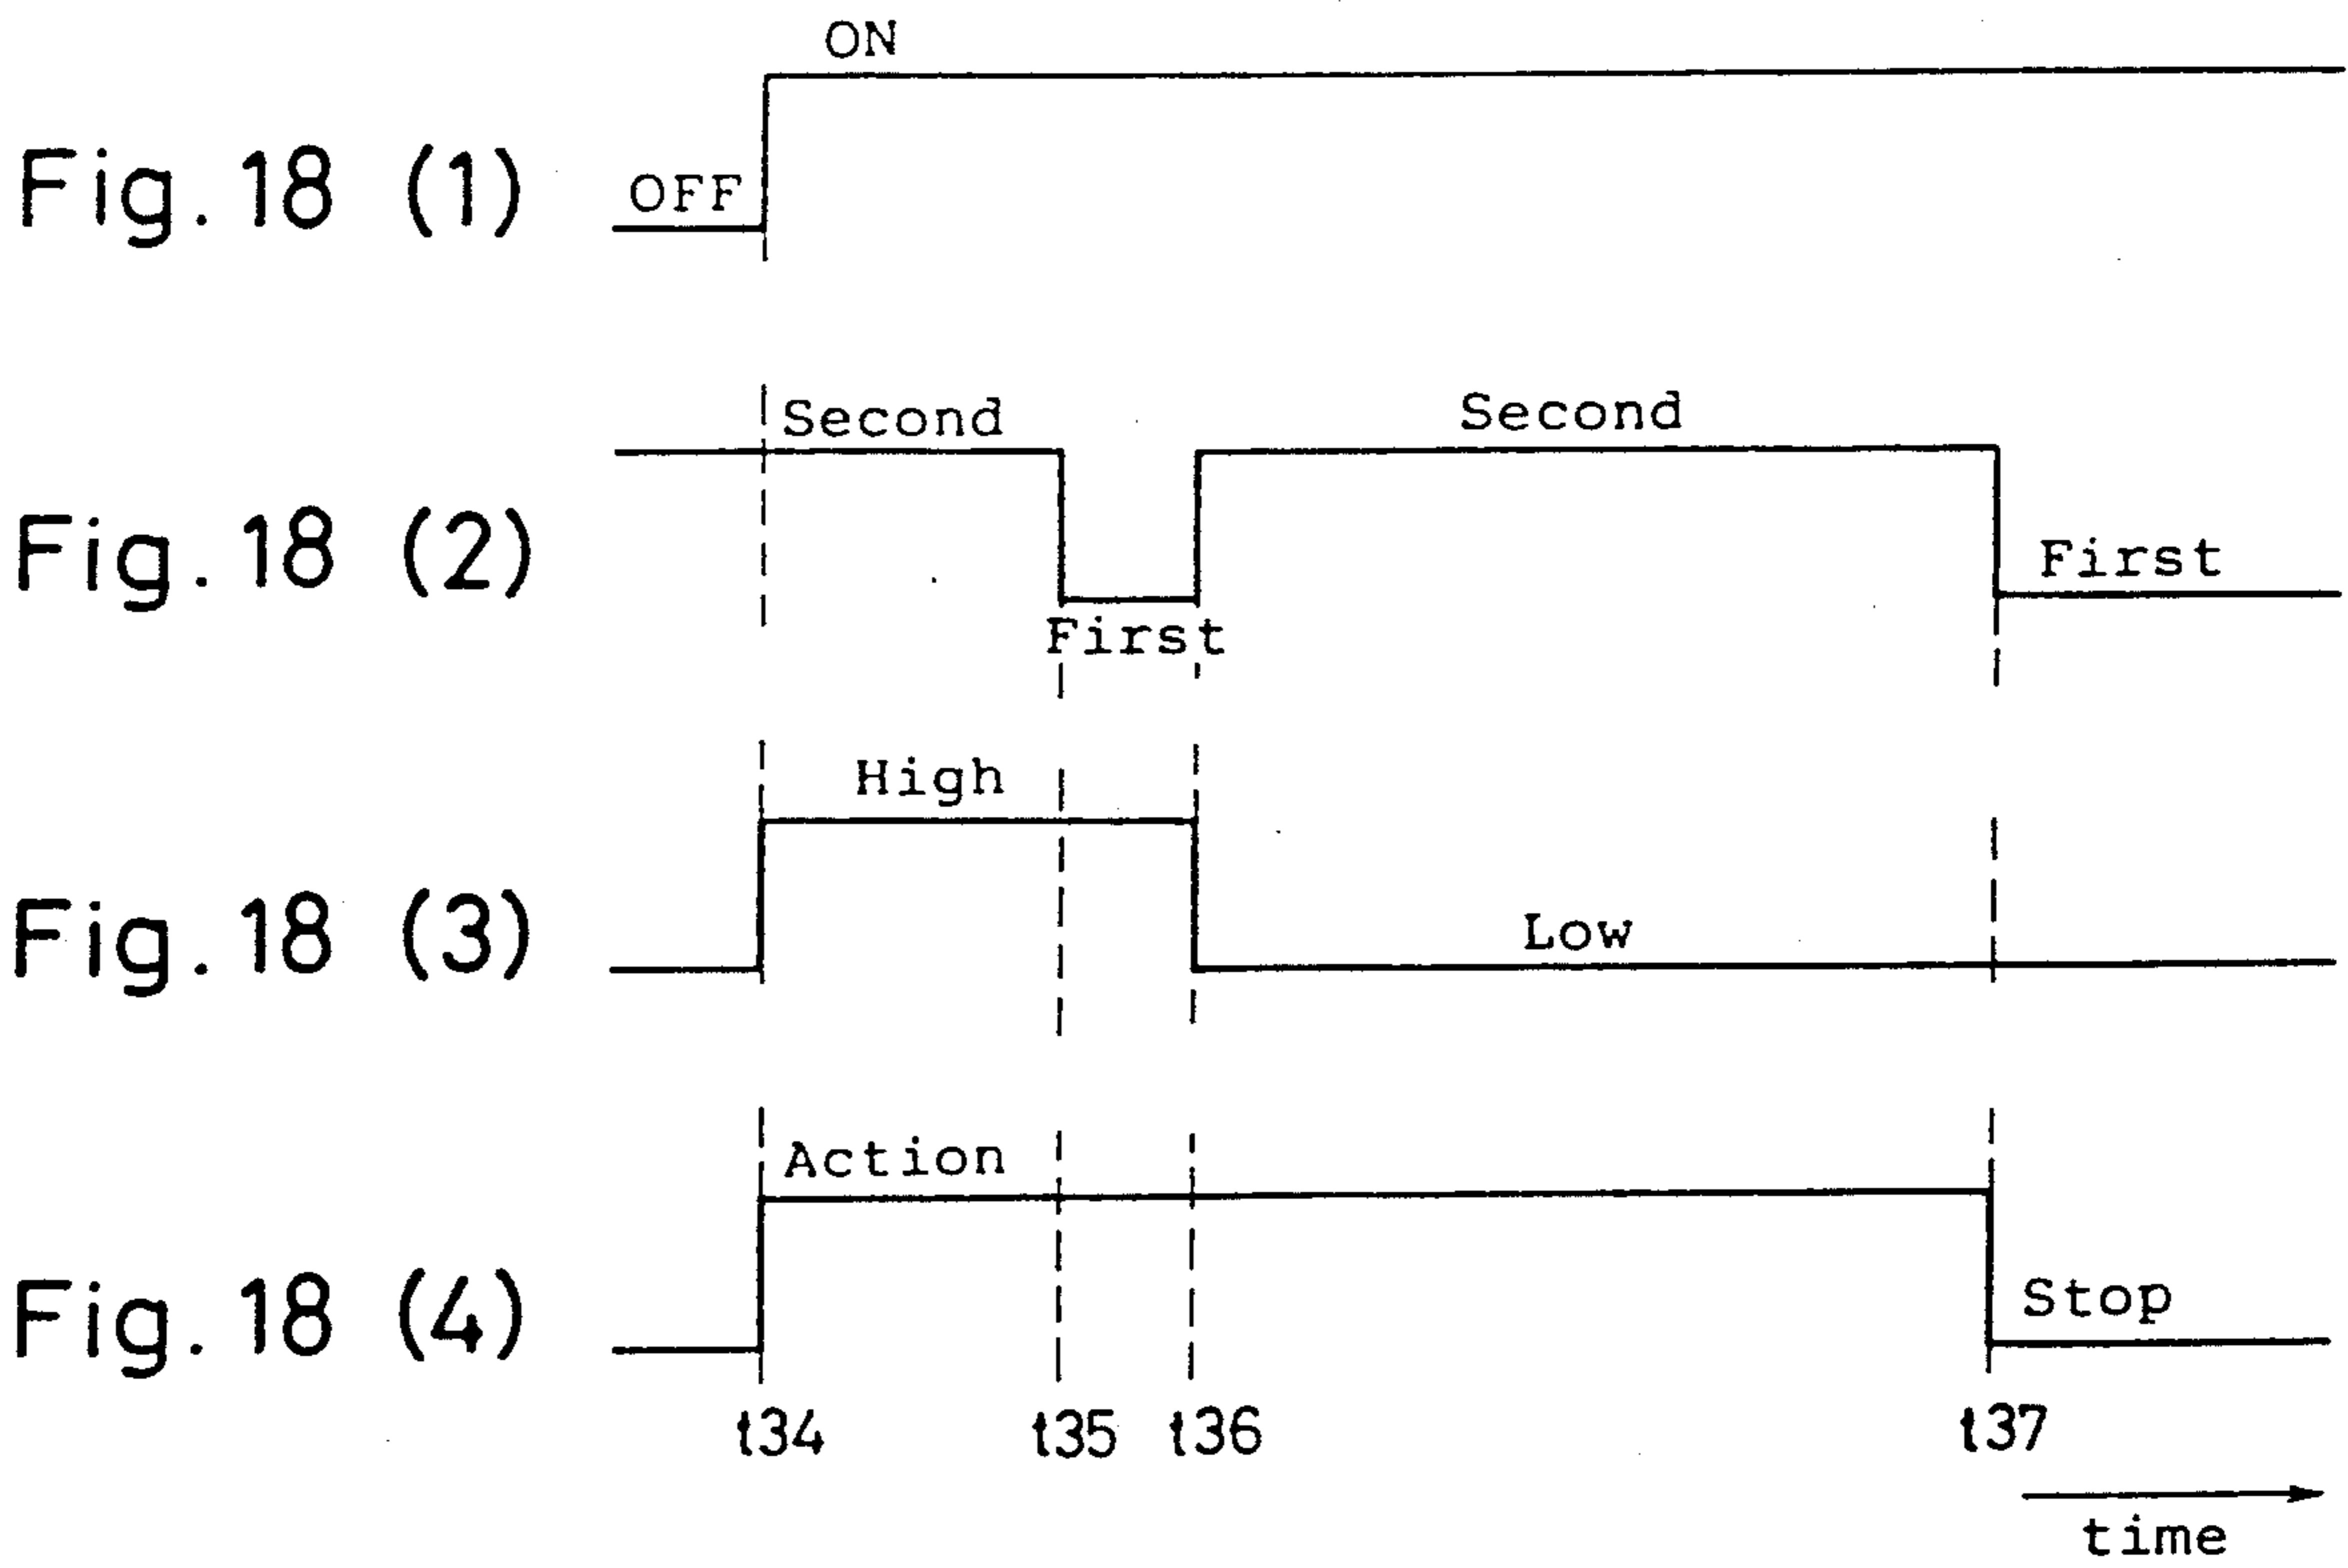 ON
Fig. 18 (1)
OFF
Second
Second
Fig. 18 (2)
First
First
High
Fig. 18 (3)
Low
Action
Fig. 18 (4)
Stop
t34
t35
t36
t37
time